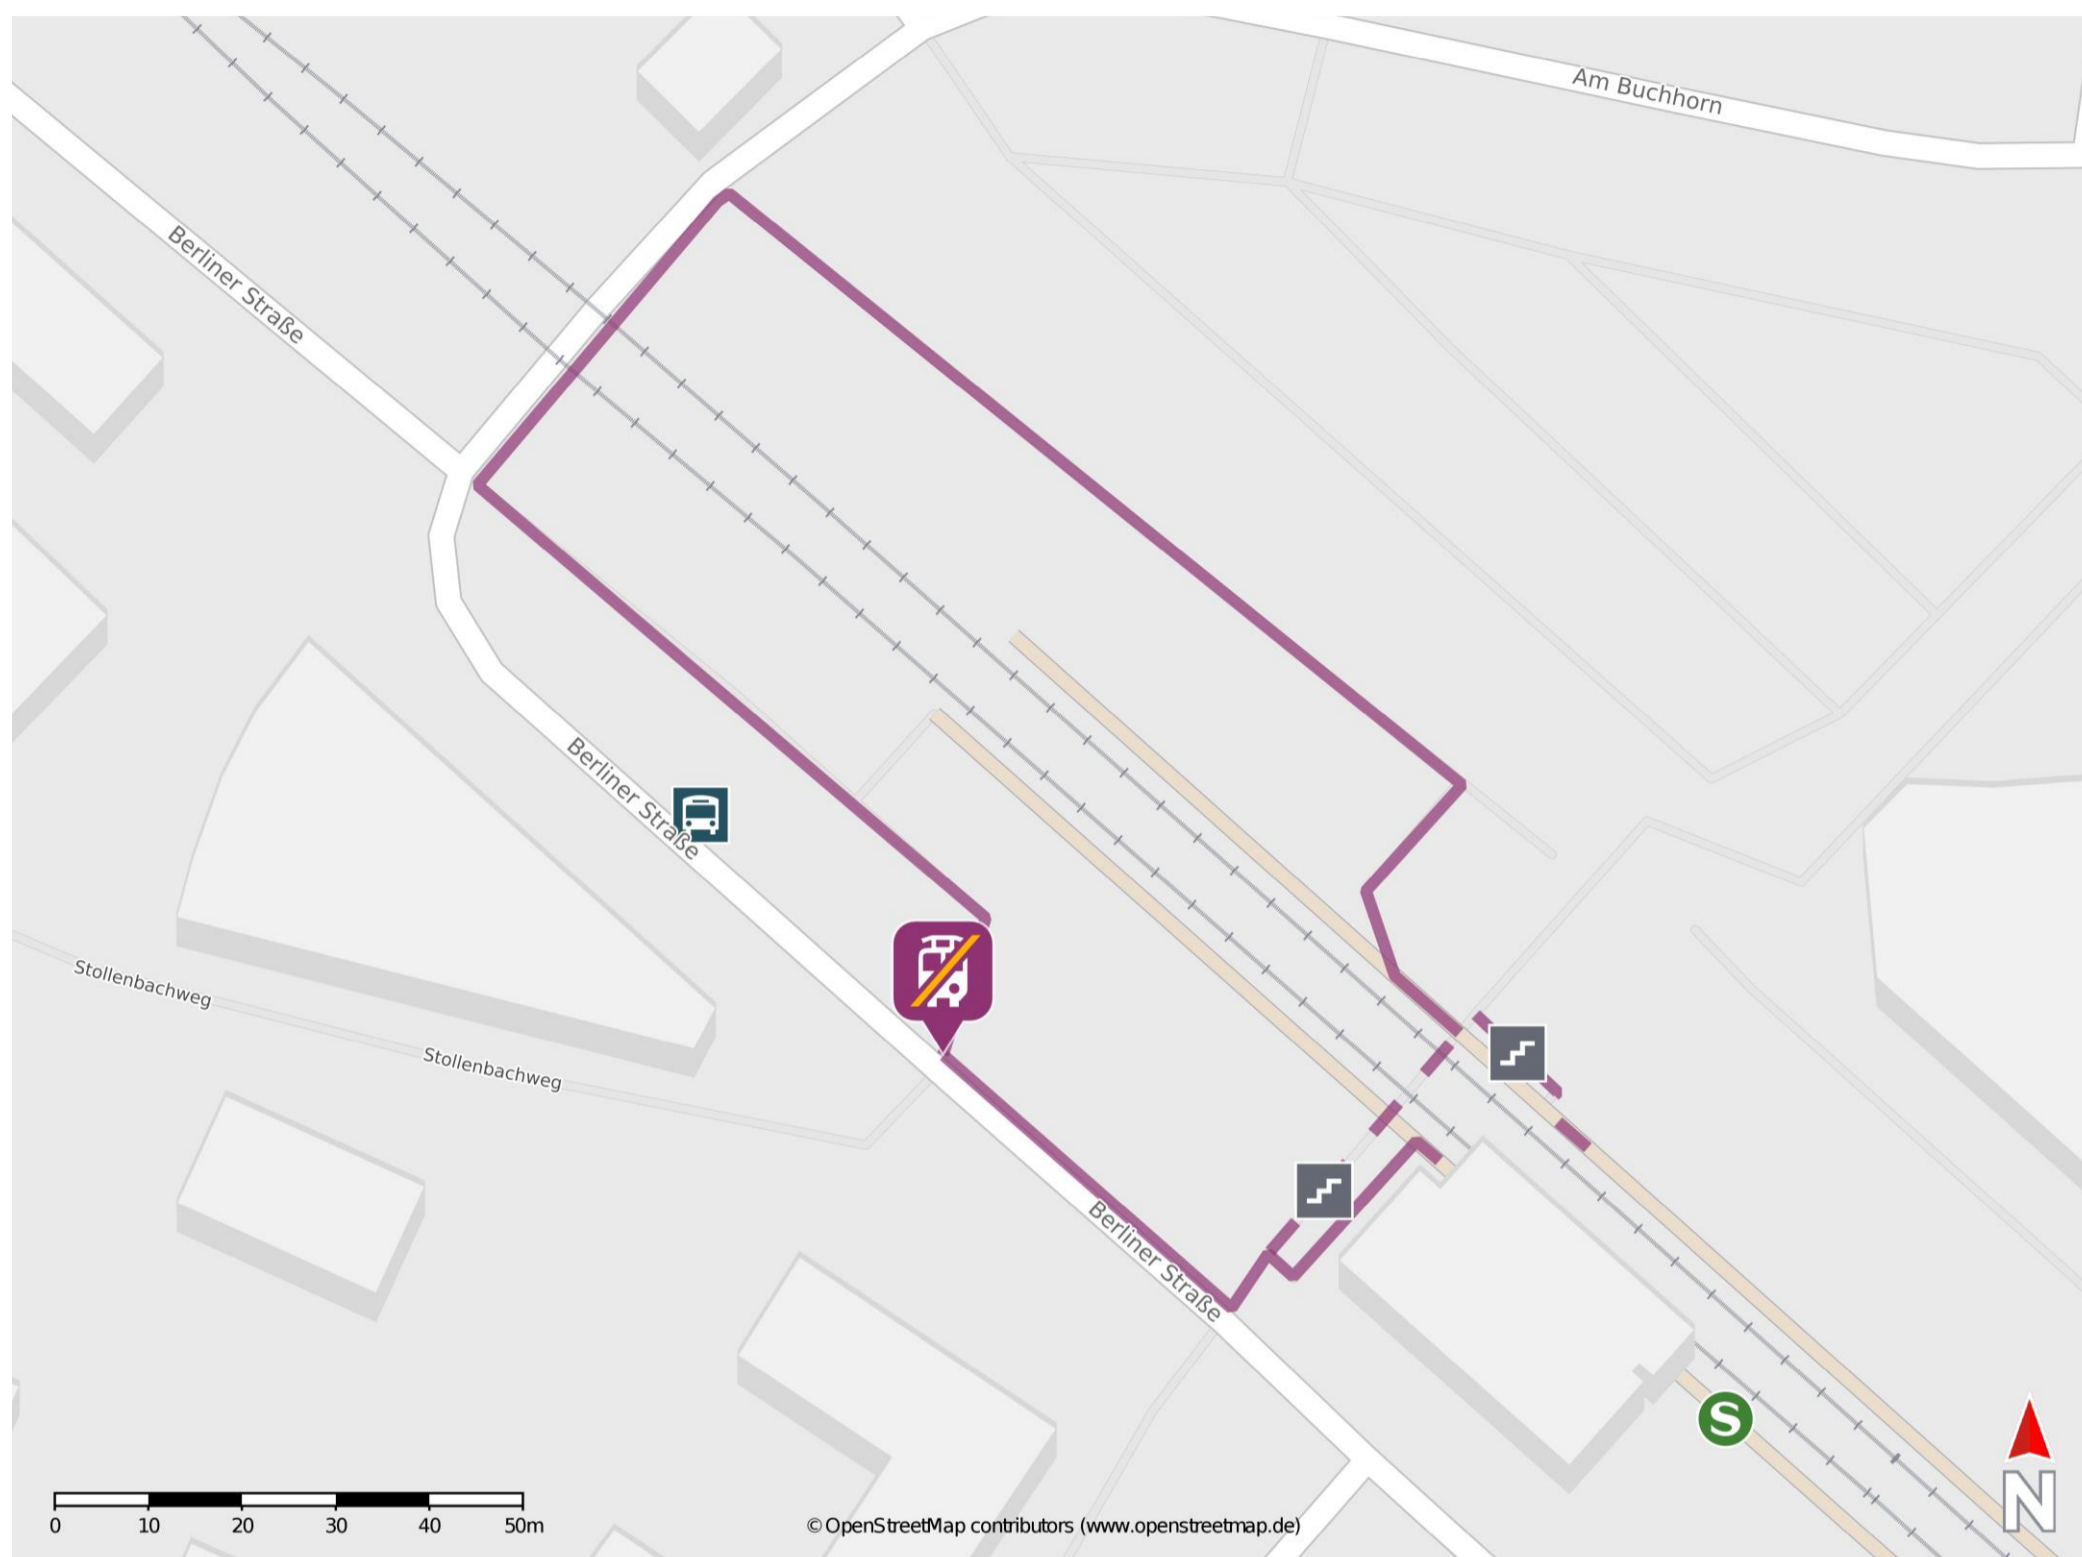 Am Buchhorn
Berliner Straße
Berliner Straße
Stollenbachweg
Stollenbachweg
Berliner Straße
S
N
0 10 20 30 40 50m
© OpenStreetMap contributors (www.openstreetmap.de)